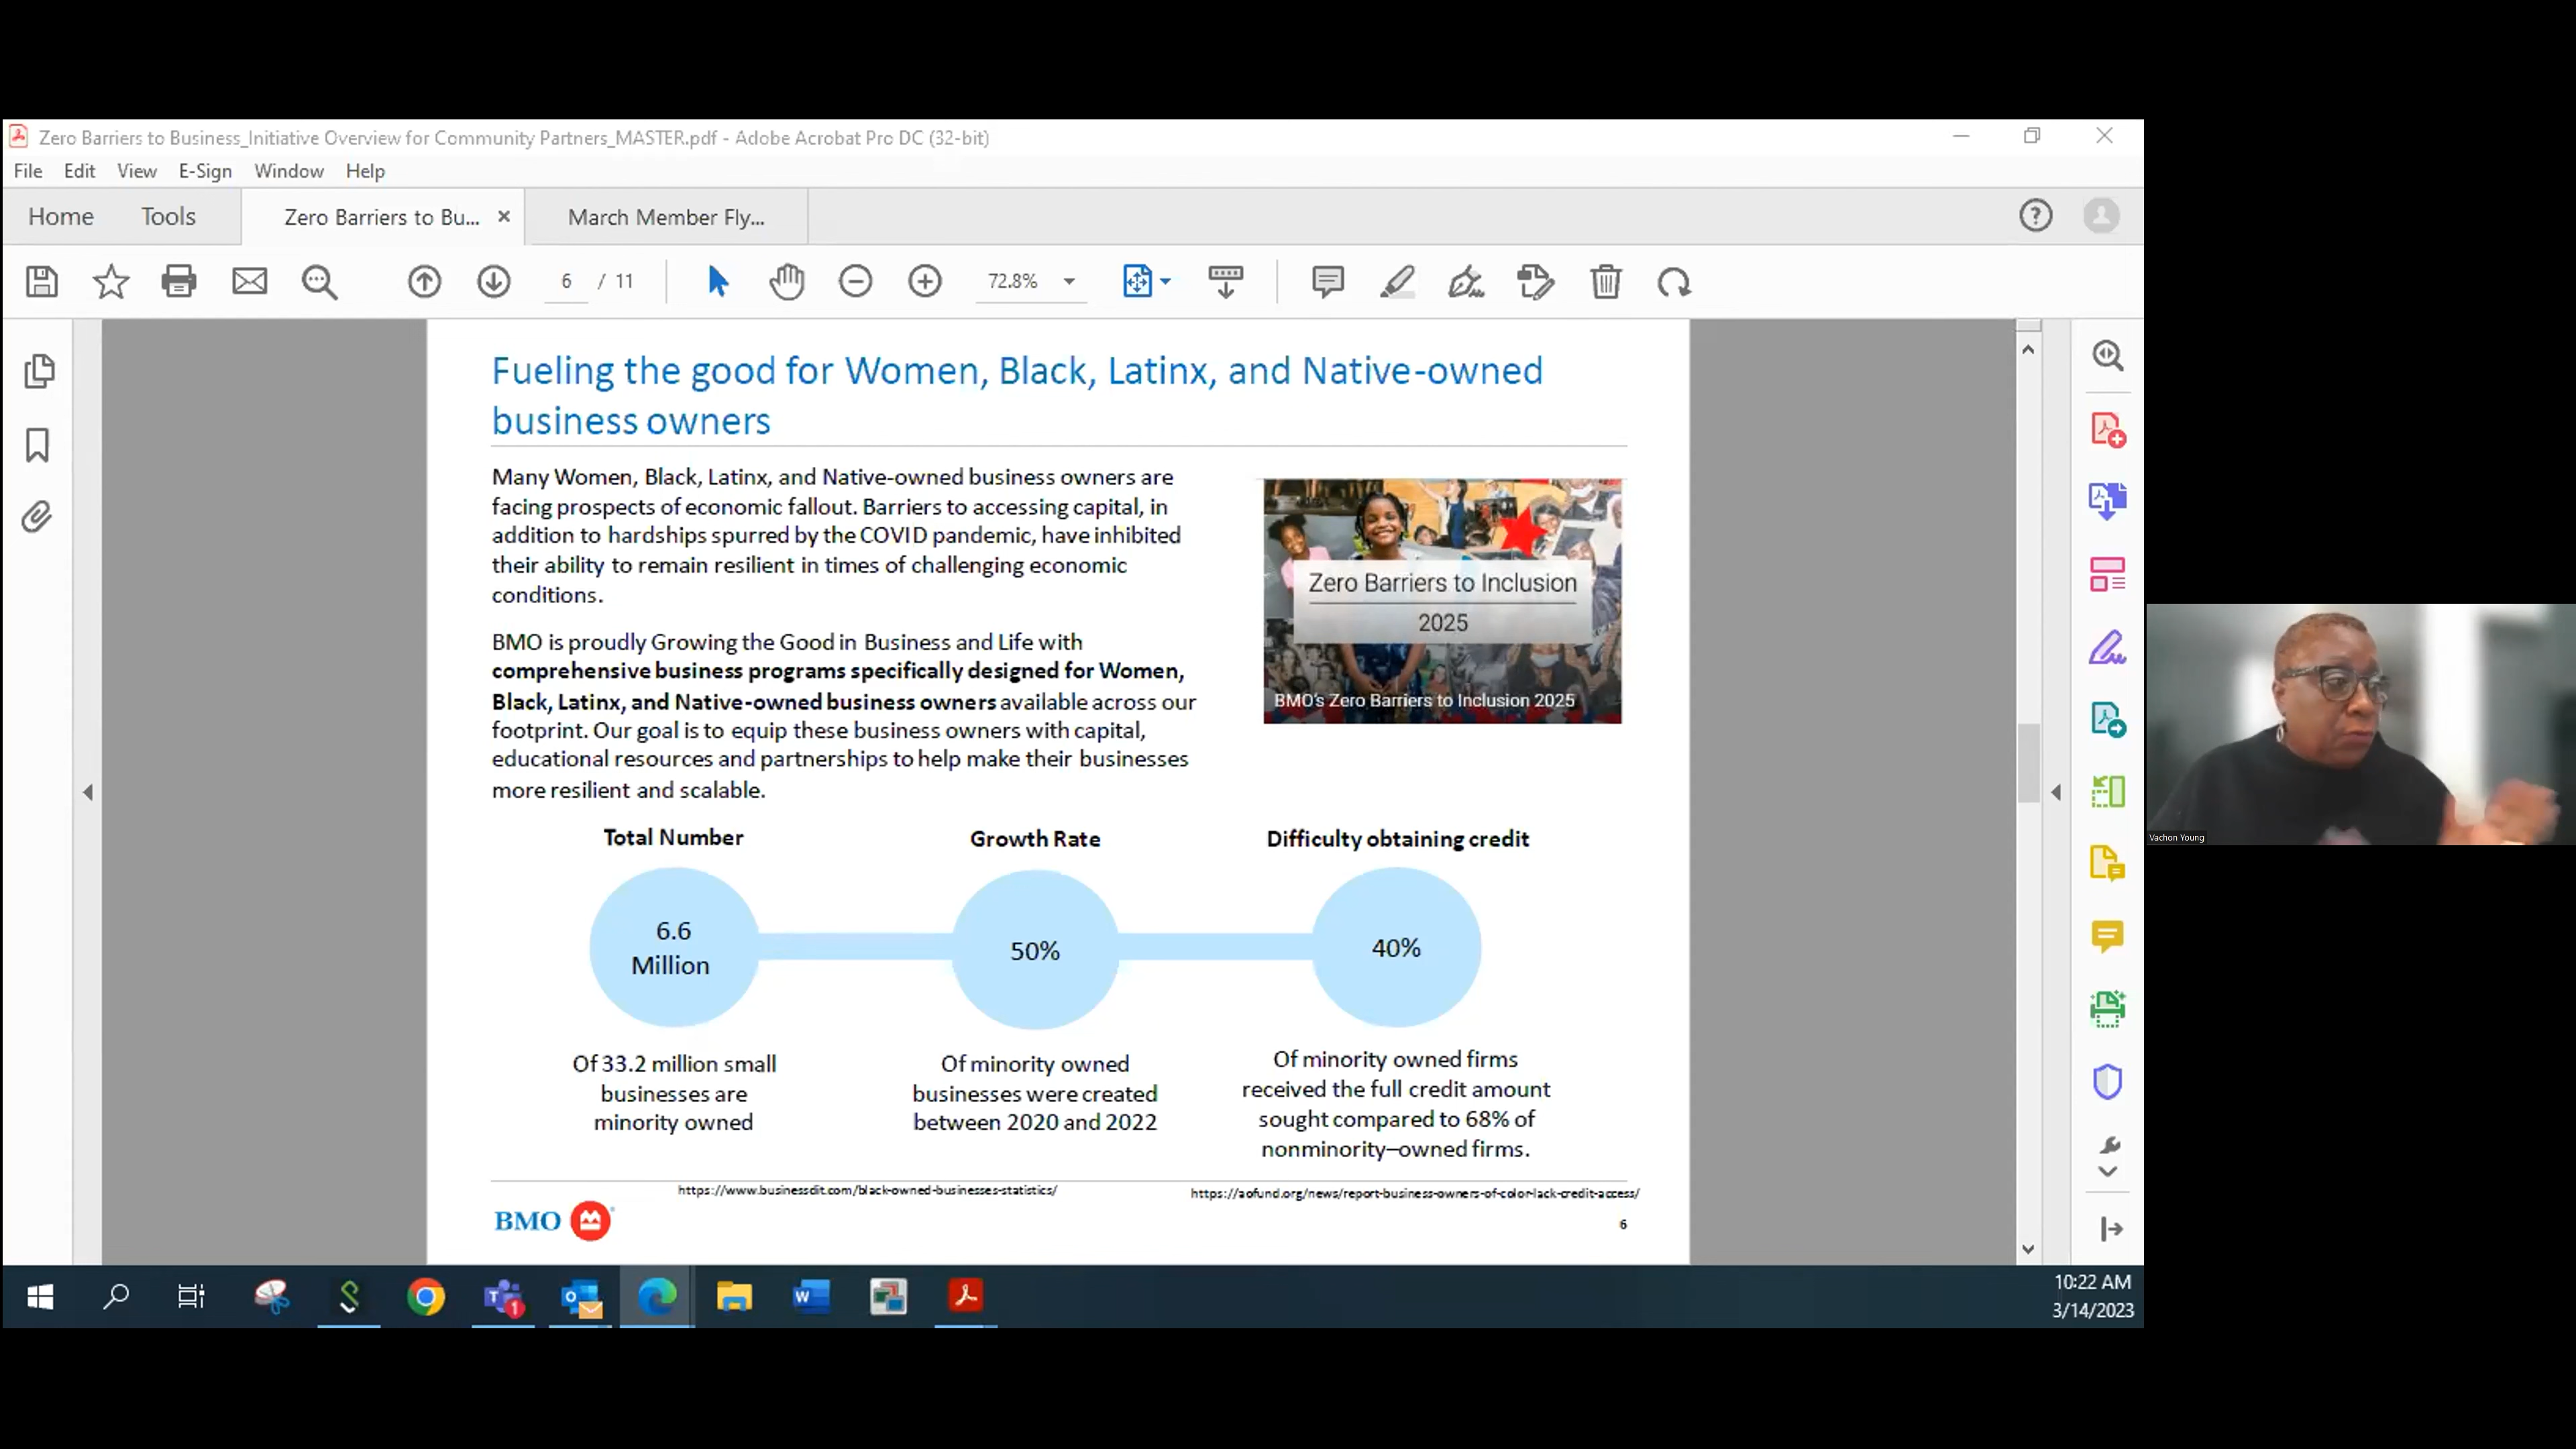 Zero Barriers to Business_Initiative Overview for Community Partners_MASTER.pdf - Adobe Acrobat Pro DC (32-bit)
File Edit View E-Sign Window Help
Home Tools Zero Barriers to Bu... × March Member Fly...
6 / 11 72.8%
Fueling the good for Women, Black, Latinx, and Native-owned
business owners
Many Women, Black, Latinx, and Native-owned business owners are
facing prospects of economic fallout. Barriers to accessing capital, in
addition to hardships spurred by the COVID pandemic, have inhibited
their ability to remain resilient in times of challenging economic
conditions.
BMO is proudly Growing the Good in Business and Life with
comprehensive business programs specifically designed for Women,
Black, Latinx, and Native-owned business owners available across our
footprint. Our goal is to equip these business owners with capital,
educational resources and partnerships to help make their businesses
more resilient and scalable.
Zero Barriers to Inclusion
2025
BMO's Zero Barriers to Inclusion 2025
Total Number
6.6
Million
Of 33.2 million small
businesses are
minority owned
Growth Rate
50%
Of minority owned
businesses were created
between 2020 and 2022
Difficulty obtaining credit
40%
Of minority owned firms
received the full credit amount
sought compared to 68% of
nonminority–owned firms.
https://www.businessdit.com/black-owned-businesses-statistics/
https://aofund.org/news/report-business-owners-of-color-lack-credit-access/
BMO
6
Vachon Young
10:22 AM
3/14/2023